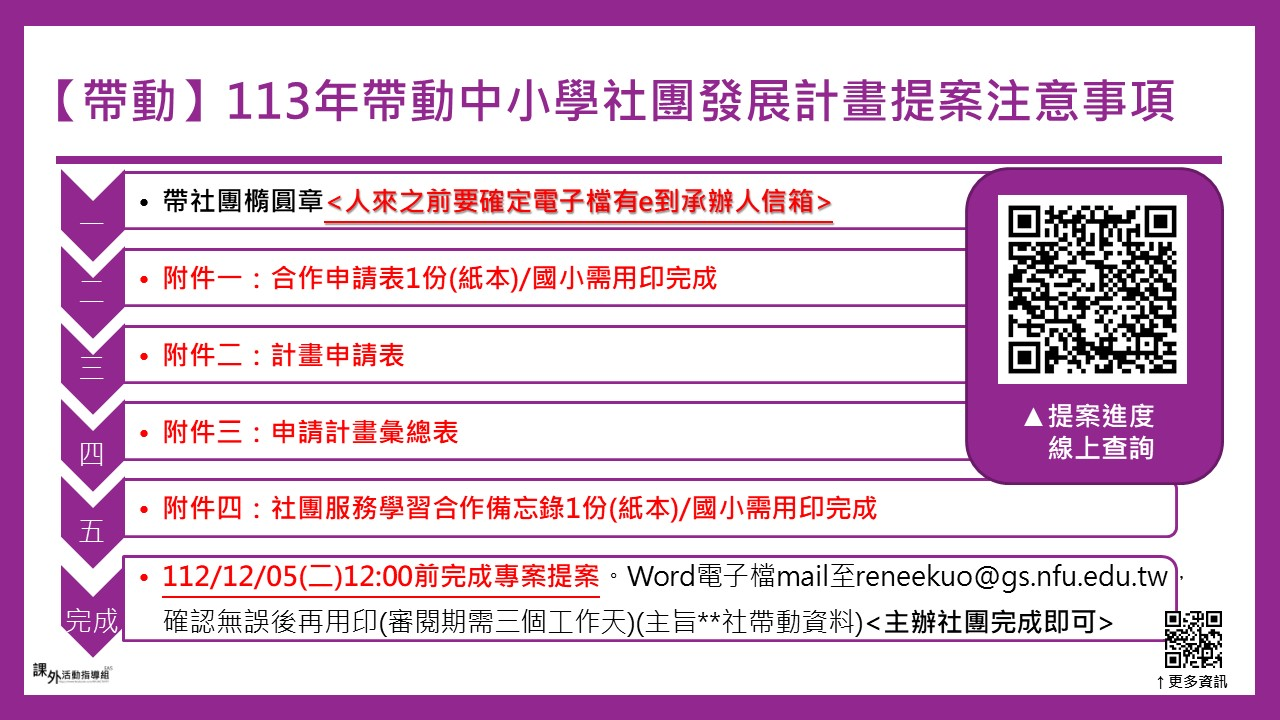 【帶動】113年帶動中小學社團發展計畫提案注意事項
一
• 帶社團橢圓章<人來之前要確定電子檔有e到承辦人信箱>
二
• 附件一：合作申請表1份(紙本)/國小需用印完成
三
• 附件二：計畫申請表
四
• 附件三：申請計畫彙總表
▲提案進度
線上查詢
五
• 附件四：社團服務學習合作備忘錄1份(紙本)/國小需用印完成
完成
• 112/12/05(二)12:00前完成專案提案。Word電子檔mail至reneekuo@gs.nfu.edu.tw，
確認無誤後再用印(審閱期需三個工作天)(主旨**社帶動資料)<主辦社團完成即可>
課外活動指導組
↑更多資訊